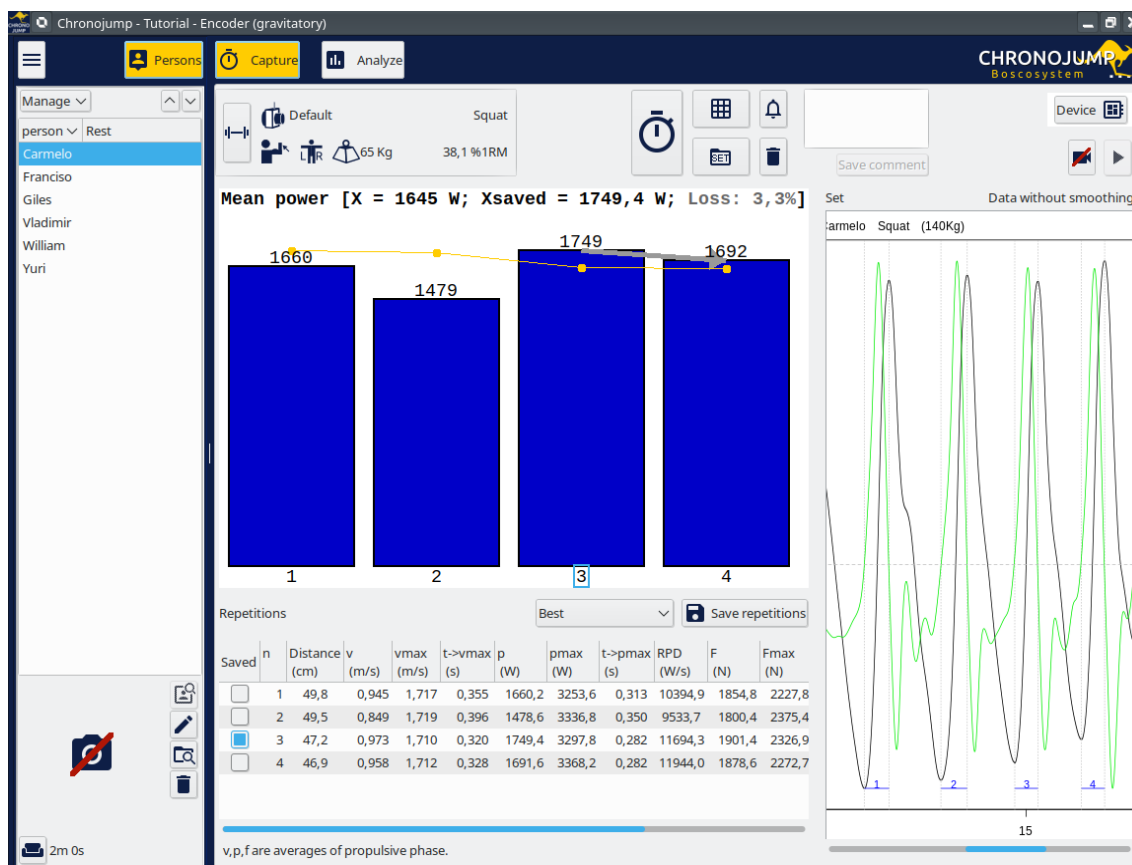 Chronojump - Tutorial - Encoder (gravitatory)
Persons
Capture
Analyze
CHRONOJUMP
Boscosystem
Manage
person Rest
Carmelo
Franciso
Giles
Vladimir
William
Yuri
2m 0s
Default Squat
L R 65 Kg 38,1 %1RM
SET
Save comment
Device
Mean power [X = 1645 W; Xsaved = 1749,4 W; Loss: 3,3%]
1660 1479 1749 1692
1 2 3 4
Set Data without smoothing
Carmelo Squat (140Kg)
1 2 3 4
15
Repetitions Best Save repetitions
Saved n Distance (cm) v (m/s) vmax (m/s) t->vmax (s) p (W) pmax (W) t->pmax (s) RPD (W/s) F (N) Fmax (N)
1 49,8 0,945 1,717 0,355 1660,2 3253,6 0,313 10394,9 1854,8 2227,8
2 49,5 0,849 1,719 0,396 1478,6 3336,8 0,350 9533,7 1800,4 2375,4
3 47,2 0,973 1,710 0,320 1749,4 3297,8 0,282 11694,3 1901,4 2326,9
4 46,9 0,958 1,712 0,328 1691,6 3368,2 0,282 11944,0 1878,6 2272,7
v,p,f are averages of propulsive phase.